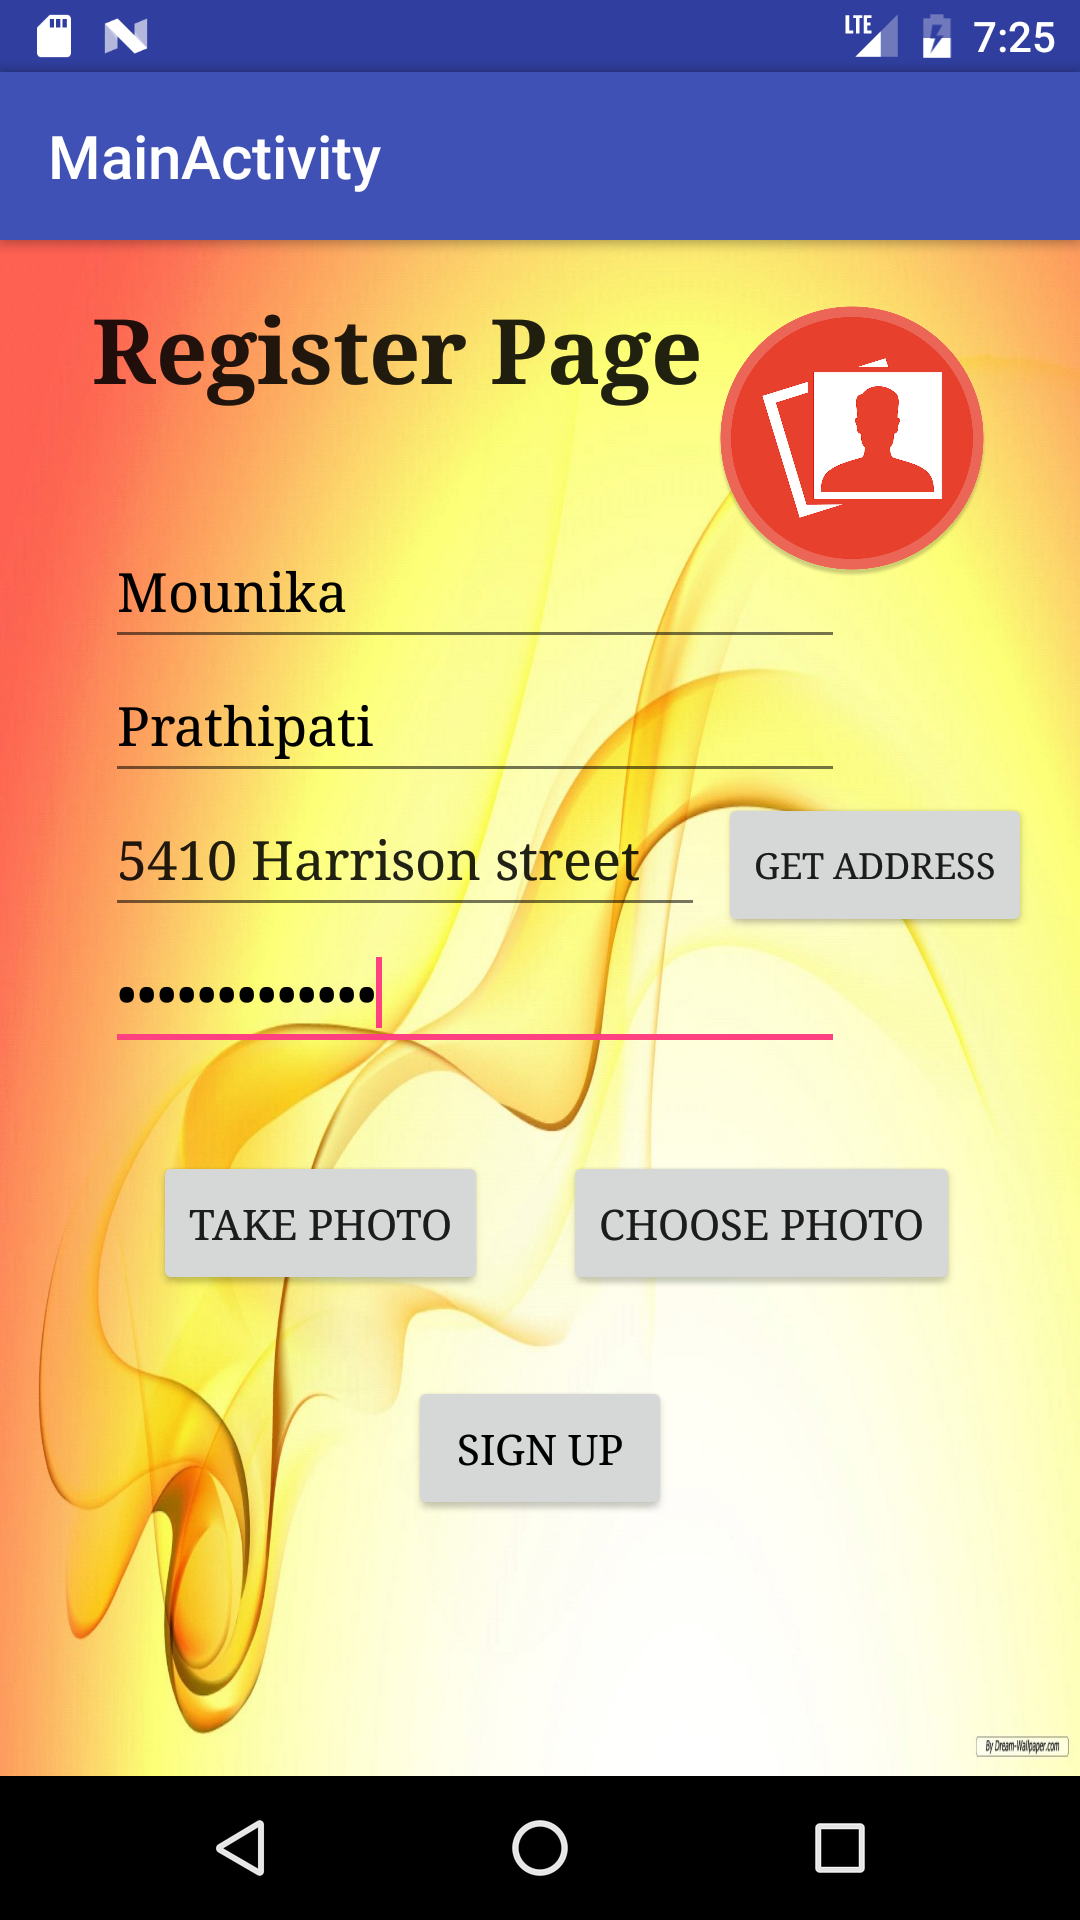 LTE 7:25
MainActivity
Register Page
Mounika
Prathipati
5410 Harrison street
GET ADDRESS
•••••••••••••
TAKE PHOTO
CHOOSE PHOTO
SIGN UP
By Dream-Wallpaper.com